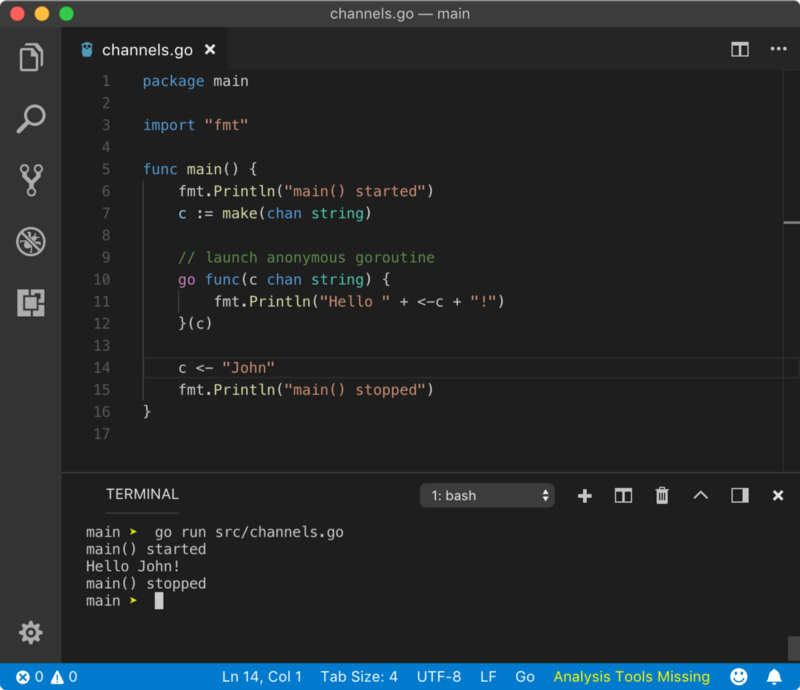 channels.go — main
channels.go
1 package main
2
3 import "fmt"
4
5 func main() {
6     fmt.Println("main() started")
7     c := make(chan string)
8
9     // launch anonymous goroutine
10     go func(c chan string) {
11         fmt.Println("Hello " + <-c + "!")
12     }(c)
13
14     c <- "John"
15     fmt.Println("main() stopped")
16 }
17
TERMINAL 1: bash
main ➤ go run src/channels.go
main() started
Hello John!
main() stopped
main ➤
0 0 Ln 14, Col 1 Tab Size: 4 UTF-8 LF Go Analysis Tools Missing